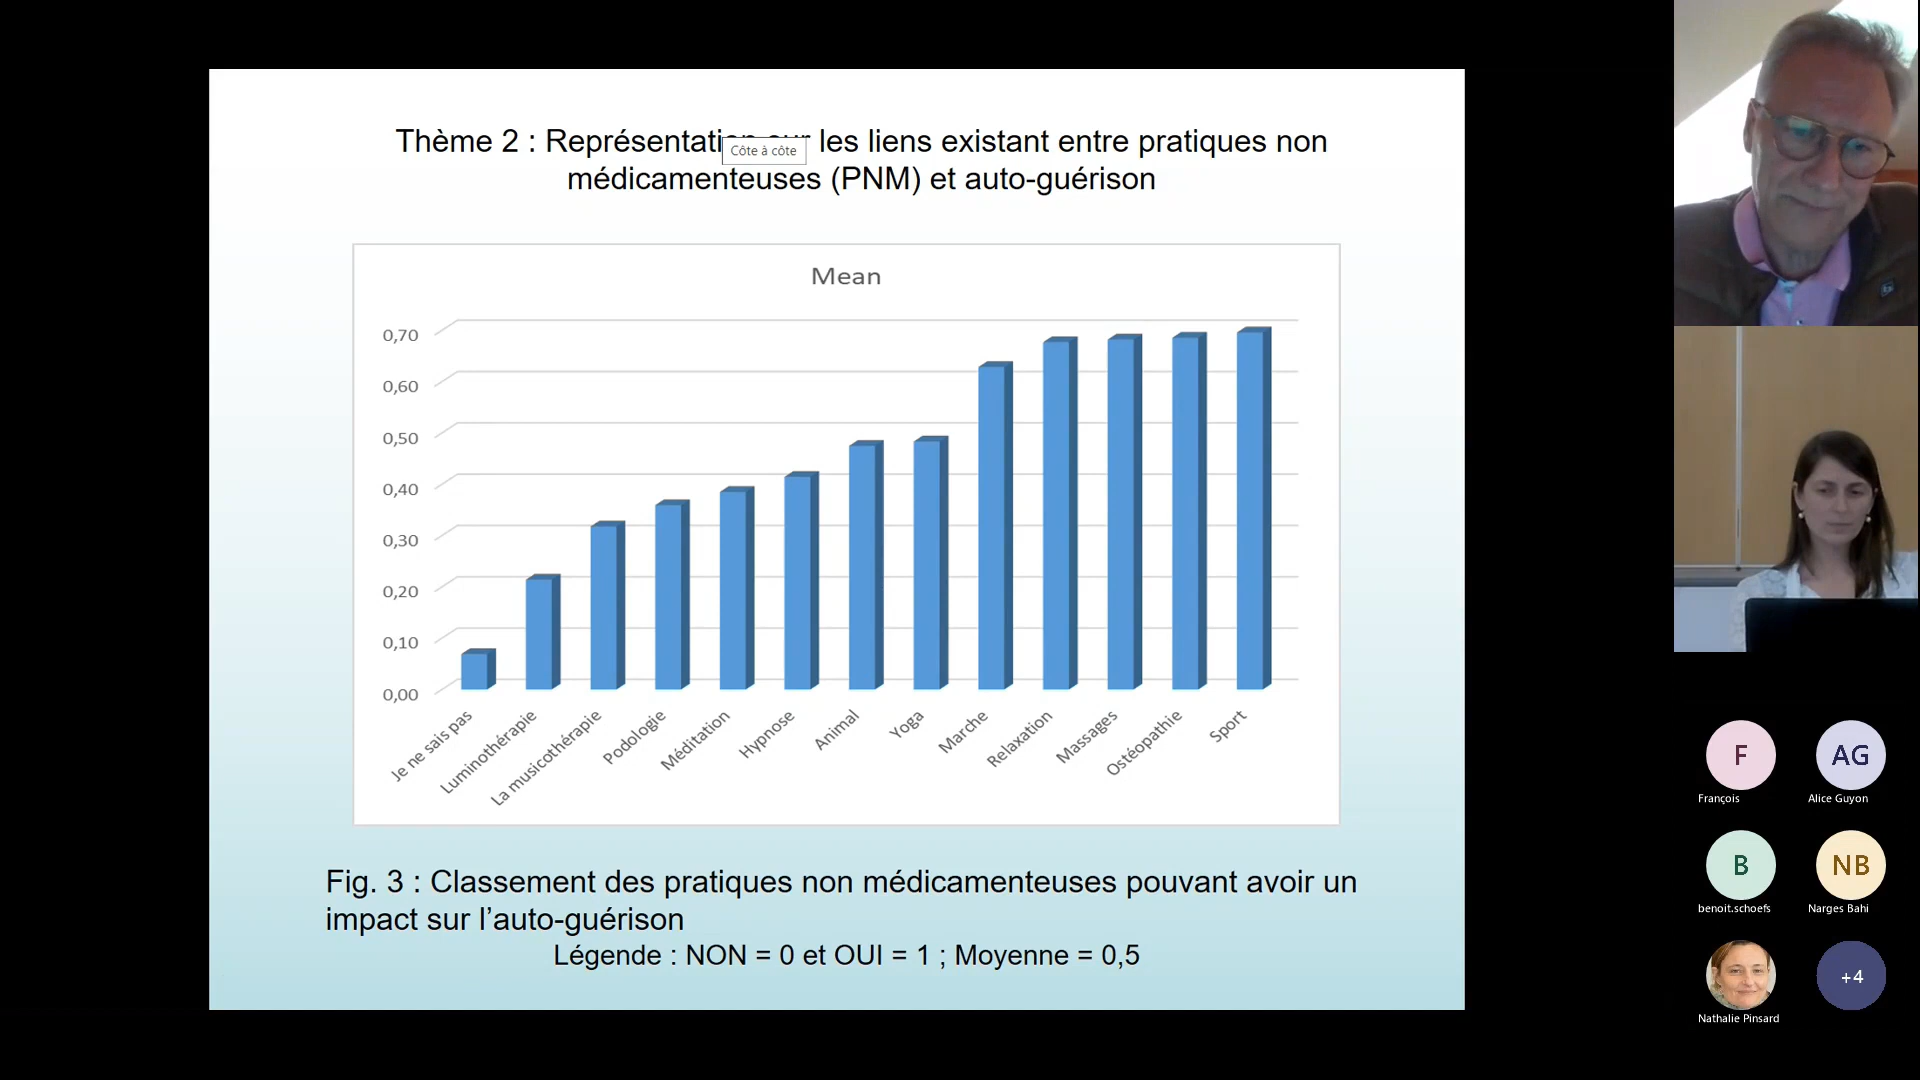 Thème 2 : Représentation sur les liens existant entre pratiques non
Côte à côte
médicamenteuses (PNM) et auto-guérison
Mean
0,70
0,60
0,50
0,40
0,30
0,20
0,10
0,00
Je ne sais pas
Luminothérapie
La musicothérapie
Podologie
Méditation
Hypnose
Animal
Yoga
Marche
Relaxation
Massages
Ostéopathie
Sport
Fig. 3 : Classement des pratiques non médicamenteuses pouvant avoir un
impact sur l’auto-guérison
Légende : NON = 0 et OUI = 1 ; Moyenne = 0,5
F
François
AG
Alice Guyon
B
benoit.schoefs
NB
Narges Bahi
Nathalie Pinsard
+4